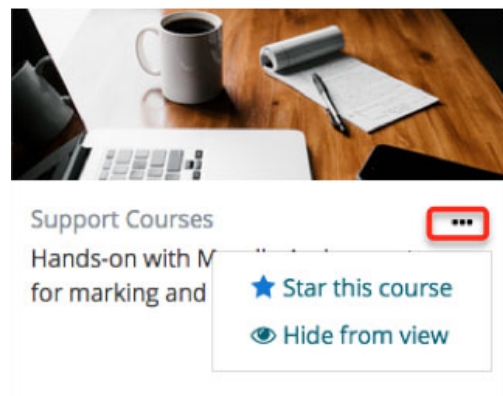 Support Courses
Hands-on with
for marking and
Star this course
Hide from view